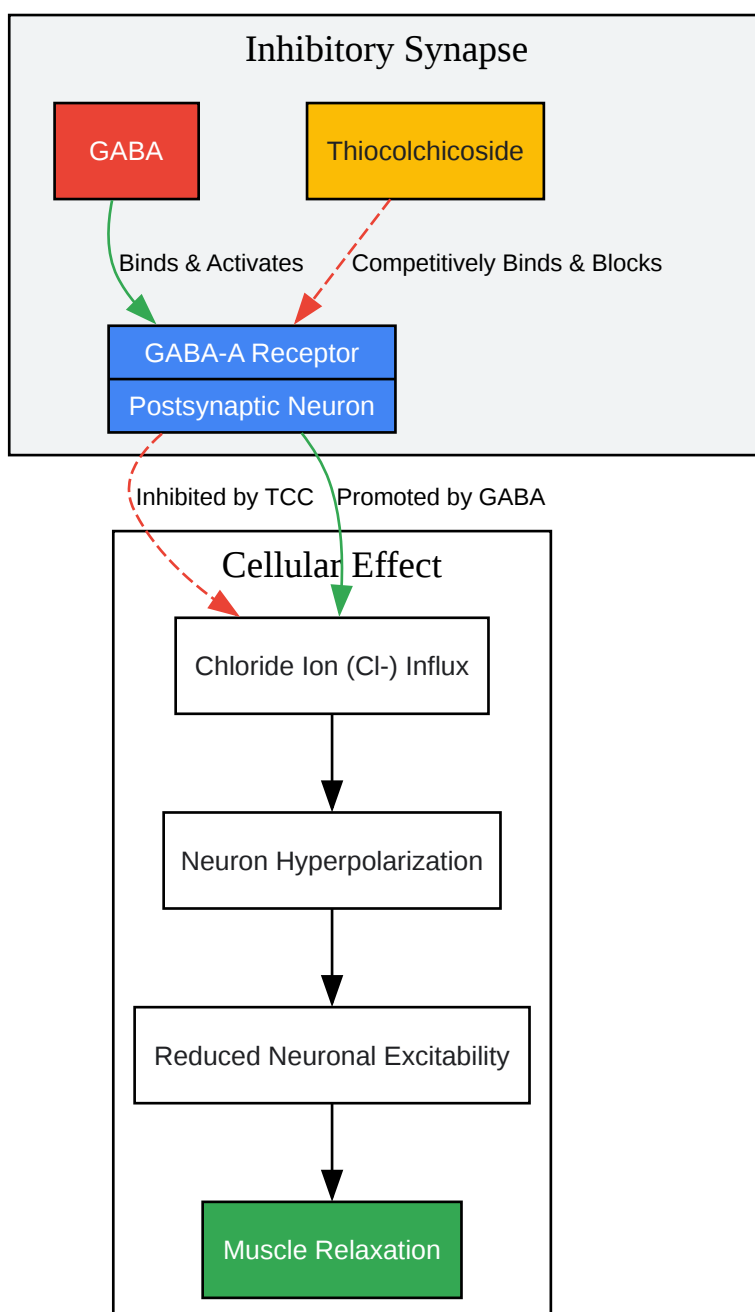 Inhibitory Synapse
GABA
Thiocolchicoside
Binds & Activates
Competitively Binds & Blocks
GABA-A Receptor
Postsynaptic Neuron
Inhibited by TCC
Promoted by GABA
Cellular Effect
Chloride Ion (Cl-) Influx
Neuron Hyperpolarization
Reduced Neuronal Excitability
Muscle Relaxation